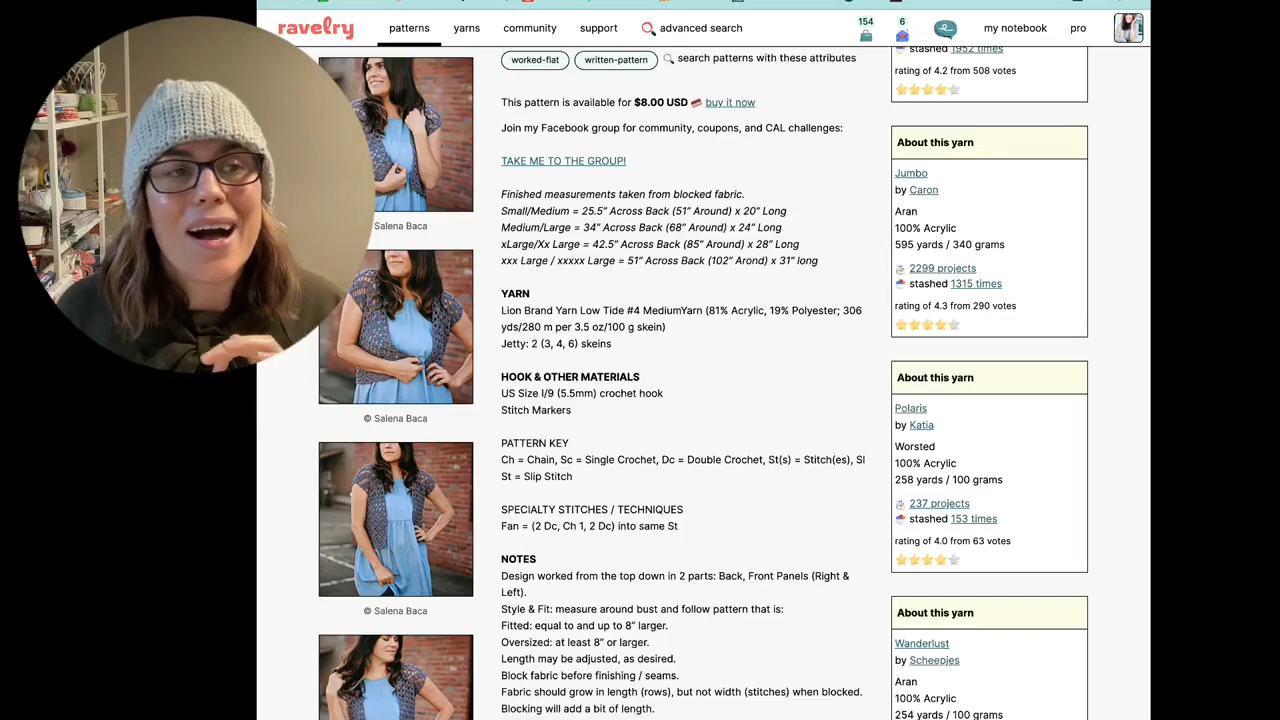 ravelry
patterns
yarns
community
support
advanced search
154
6
my notebook
pro
worked-flat
written-pattern
search patterns with these attributes
This pattern is available for $8.00 USD buy it now
Join my Facebook group for community, coupons, and CAL challenges:
TAKE ME TO THE GROUP!
Finished measurements taken from blocked fabric.
Small/Medium = 25.5” Across Back (51” Around) x 20” Long
Medium/Large = 34” Across Back (68” Around) x 24” Long
xLarge/Xx Large = 42.5” Across Back (85” Around) x 28” Long
xxx Large / xxxxx Large = 51” Across Back (102” Arond) x 31” long
YARN
Lion Brand Yarn Low Tide #4 MediumYarn (81% Acrylic, 19% Polyester; 306
yds/280 m per 3.5 oz/100 g skein)
Jetty: 2 (3, 4, 6) skeins
HOOK & OTHER MATERIALS
US Size I/9 (5.5mm) crochet hook
Stitch Markers
PATTERN KEY
Ch = Chain, Sc = Single Crochet, Dc = Double Crochet, St(s) = Stitch(es), Sl
St = Slip Stitch
SPECIALTY STITCHES / TECHNIQUES
Fan = (2 Dc, Ch 1, 2 Dc) into same St
NOTES
Design worked from the top down in 2 parts: Back, Front Panels (Right &
Left).
Style & Fit: measure around bust and follow pattern that is:
Fitted: equal to and up to 8” larger.
Oversized: at least 8” or larger.
Length may be adjusted, as desired.
Block fabric before finishing / seams.
Fabric should grow in length (rows), but not width (stitches) when blocked.
Blocking will add a bit of length.
Salena Baca
© Salena Baca
© Salena Baca
stashed 1952 times
rating of 4.2 from 508 votes
About this yarn
Jumbo
by Caron
Aran
100% Acrylic
595 yards / 340 grams
2299 projects
stashed 1315 times
rating of 4.3 from 290 votes
About this yarn
Polaris
by Katia
Worsted
100% Acrylic
258 yards / 100 grams
237 projects
stashed 153 times
rating of 4.0 from 63 votes
About this yarn
Wanderlust
by Scheepjes
Aran
100% Acrylic
254 yards / 100 grams